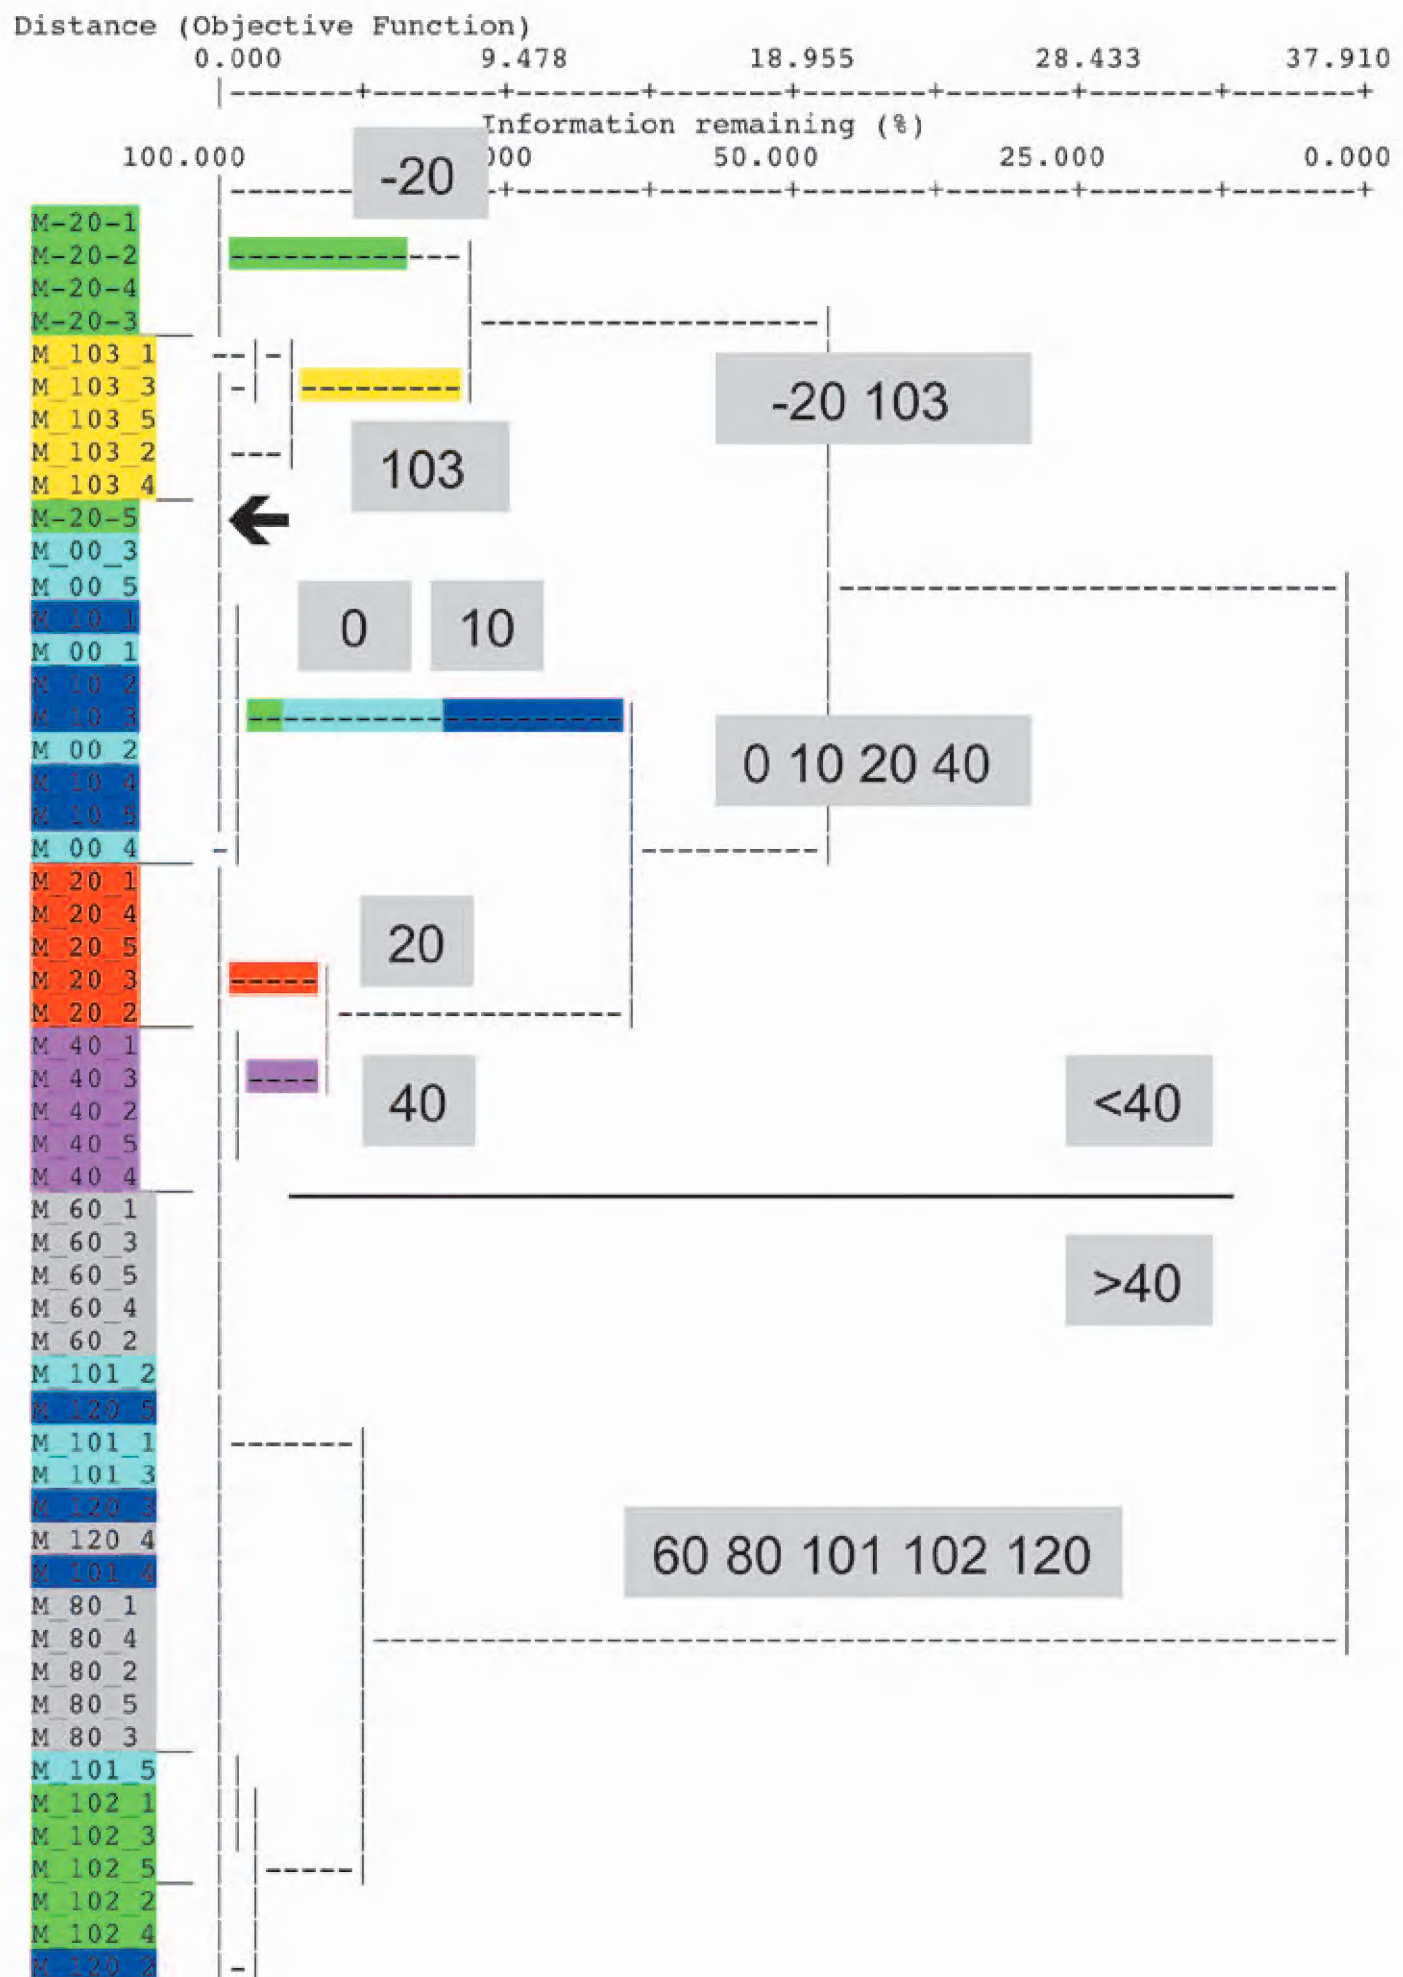 Distance (Objective Function)
0.000 9.478 18.955 28.433 37.910
Information remaining (%)
100.000 000 50.000 25.000 0.000
-20
M-20-1
M-20-2
M-20-4
M-20-3
M_103_1
M_103_3
-20 103
M_103_5
M_103_2
103
M_103_4
M-20-5
M_00_3
M_00_5
M_10_1
0 10
M_00_1
M_10_2
M_10_3
M_00_2
0 10 20 40
M_10_4
M_10_5
M_00_4
M_20_1
M_20_4
20
M_20_5
M_20_3
M_20_2
M_40_1
M_40_3
40 <40
M_40_2
M_40_5
M_40_4
M_60_1
M_60_3
M_60_5
>40
M_60_4
M_60_2
M_101_2
M_120_5
M_101_1
M_101_3
M_120_3
M_120_4
60 80 101 102 120
M_101_4
M_80_1
M_80_4
M_80_2
M_80_5
M_80_3
M_101_5
M_102_1
M_102_3
M_102_5
M_102_2
M_102_4
M_120_2